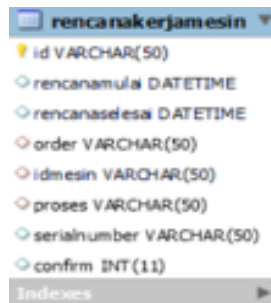 rencanakerjamesin
id VARCHAR(50)
rencanamulai DATETIME
rencanaselesai DATETIME
order VARCHAR(50)
idmesin VARCHAR(50)
proses VARCHAR(50)
serialnumber VARCHAR(50)
confirm INT(11)
Indexes